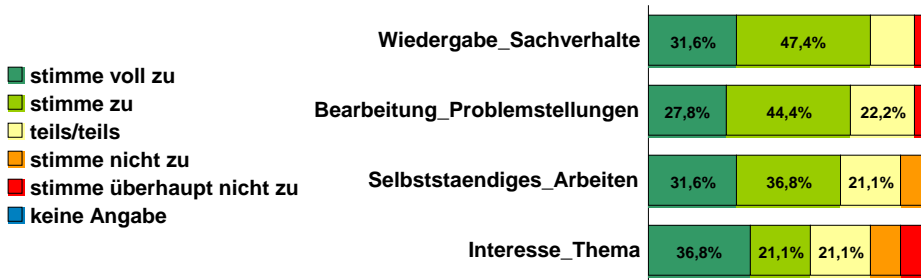 stimme voll zu
stimme zu
teils/teils
stimme nicht zu
stimme überhaupt nicht zu
keine Angabe
Wiedergabe_Sachverhalte
31,6% 47,4%
Bearbeitung_Problemstellungen
27,8% 44,4% 22,2%
Selbststaendiges_Arbeiten
31,6% 36,8% 21,1%
Interesse_Thema
36,8% 21,1% 21,1%